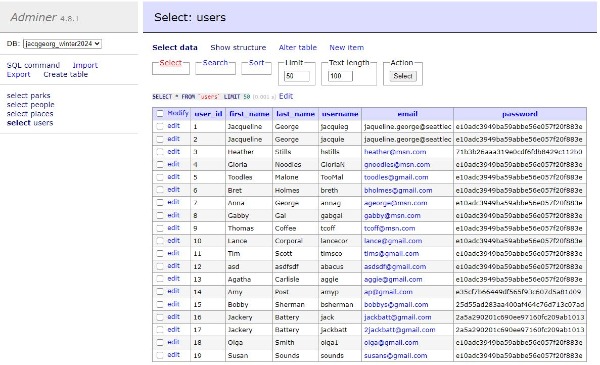 Adminer 4.8.1
Select: users
DB: jacqgeorg_winter2024
SQL command Import
Export Create table
select parks
select people
select places
select users
Select data Show structure Alter table New item
Select Search Sort Limit Text length Action
50 100 Select
SELECT * FROM `users` LIMIT 50 (0.001 s) Edit
Modify user_id first_name last_name username email password
edit 1 Jacqueline George jacquieg jaqueline.george@seattlec e10adc3949ba59abbe56e057f20f883e
edit 2 Jacqueline George jacquie jaqueline.george@seattlec e10adc3949ba59abbe56e057f20f883e
edit 3 Heather Stills hstills heather@msn.com
edit 4 Gloria Noodles GloriaN gnoodles@msn.com e10adc3949ba59abbe56e057f20f883e
edit 5 Toodles Malone TooMal toodles@gmail.com e10adc3949ba59abbe56e057f20f883e
edit 6 Bret Holmes breth bholmes@gmail.com e10adc3949ba59abbe56e057f20f883e
edit 7 Anna George annag ageorge@msn.com e10adc3949ba59abbe56e057f20f883e
edit 8 Gabby Gal gabgal gabby@msn.com e10adc3949ba59abbe56e057f20f883e
edit 9 Thomas Coffee tcoff tcoff@msn.com e10adc3949ba59abbe56e057f20f883e
edit 10 Lance Corporal lancecor lance@gmail.com e10adc3949ba59abbe56e057f20f883e
edit 11 Tim Scott timsco tims@gmail.com e10adc3949ba59abbe56e057f20f883e
edit 12 asd asdfsdf abacus asdsdf@gmail.com e10adc3949ba59abbe56e057f20f883e
edit 13 Agatha Carlisle aggie aggie@gmail.com e10adc3949ba59abbe56e057f20f883e
edit 14 Amy Post amyp ap@gmail.com
edit 15 Bobby Sherman bsherman bobbys@gmail.com 25d55ad283aa400af464c76d713c07ad
edit 16 Jackery Battery jack jackbatt@gmail.com 2a5a290201c690ee97160fc209ab1013
edit 17 Jackery Battery jackbatt 2jackbatt@gmail.com 2a5a290201c690ee97160fc209ab1013
edit 18 Olga Smith olga1 olga@gmail.com e10adc3949ba59abbe56e057f20f883e
edit 19 Susan Sounds sounds susans@gmail.com e10adc3949ba59abbe56e057f20f883e